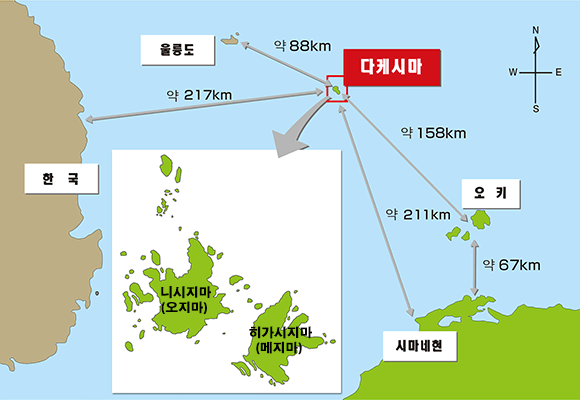 울릉도
약 88km
다케시마
N
W E
S
약 217km
약 158km
한 국
오 키
약 211km
약 67km
니시지마
(오지마)
히가시지마
(메지마)
시마네현